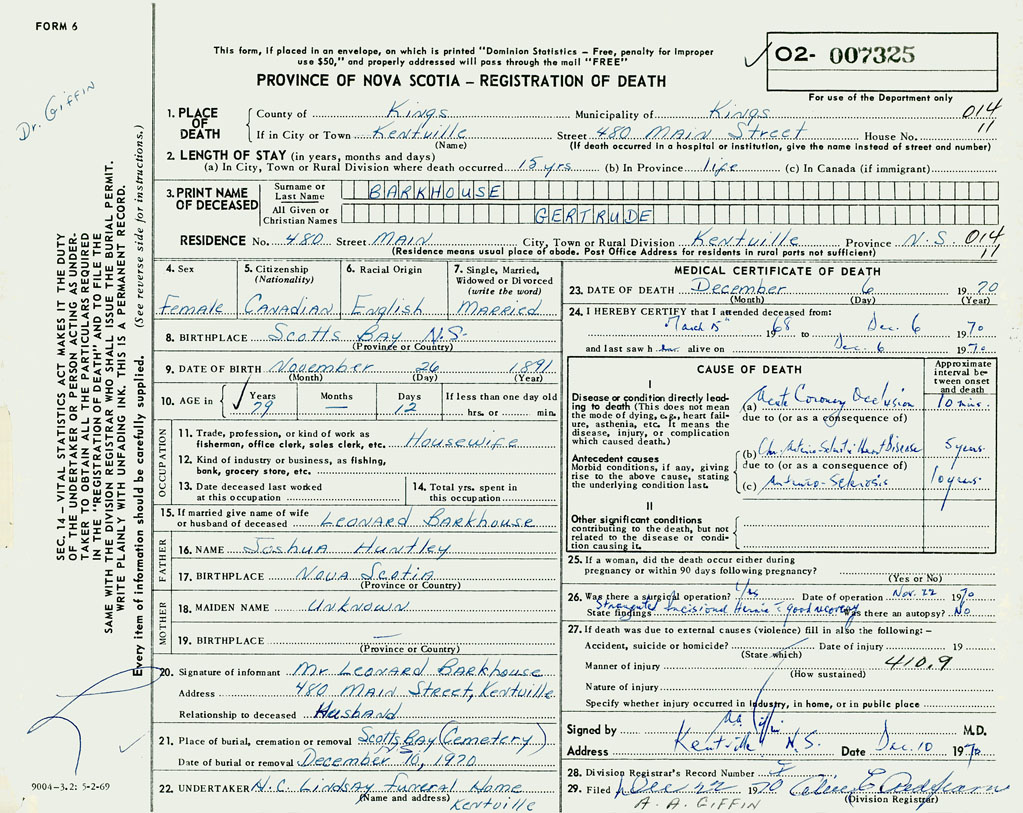 FORM 6
Dr. GIFFIN
This form, if placed in an envelope, on which is printed "Dominion Statistics – Free, penalty for improper
use $50," and properly addressed will pass through the mail "FREE"
PROVINCE OF NOVA SCOTIA – REGISTRATION OF DEATH
02- 007325
For use of the Department only
1. PLACE OF DEATH
County of Kings Municipality of Kings 014
If in City or Town Kentville Street 480 Main Street House No. 11
(Name) (If death occurred in a hospital or institution, give the name instead of street and number)
2. LENGTH OF STAY (in years, months and days)
(a) In City, Town or Rural Division where death occurred 15 yrs (b) In Province life (c) In Canada (if immigrant)
3. PRINT NAME OF DECEASED
Surname or Last Name BARKHOUSE
All Given or Christian Names GERTRUDE
RESIDENCE No. 480 Street MAIN City, Town or Rural Division Kentville Province N.S. 014
(Residence means usual place of abode. Post Office Address for residents in rural parts not sufficient) 11
4. Sex Female
5. Citizenship (Nationality) Canadian
6. Racial Origin English
7. Single, Married, Widowed or Divorced (write the word) Married
8. BIRTHPLACE Scotts Bay N.S.
(Province or Country)
9. DATE OF BIRTH November 26 1891
(Month) (Day) (Year)
10. AGE in Years 79 Months — Days 12 If less than one day old hrs. or min.
OCCUPATION
11. Trade, profession, or kind of work as
fisherman, office clerk, sales clerk, etc. Housewife
12. Kind of industry or business, as fishing,
bank, grocery store, etc.
13. Date deceased last worked
at this occupation
14. Total yrs. spent in
this occupation
15. If married give name of wife
or husband of deceased Leonard Barkhouse
FATHER
16. NAME Joshua Huntley
17. BIRTHPLACE Nova Scotia
(Province or Country)
MOTHER
18. MAIDEN NAME Unknown
19. BIRTHPLACE —
(Province or Country)
20. Signature of informant Mr Leonard Barkhouse
Address 480 Main Street, Kentville
Relationship to deceased Husband
21. Place of burial, cremation or removal Scotts Bay (Cemetery)
NS
Date of burial or removal December 10, 1970
22. UNDERTAKER H.C. Lindsay Funeral Home
(Name and address) Kentville
MEDICAL CERTIFICATE OF DEATH
23. DATE OF DEATH December 6 1970
(Month) (Day) (Year)
24. I HEREBY CERTIFY that I attended deceased from:
March 15 1968 to Dec. 6 1970
and last saw her alive on Dec. 6 1970
CAUSE OF DEATH
Approximate interval between onset and death
I
Disease or condition directly leading
to death (This does not mean
the mode of dying, e.g., heart failure,
asthenia, etc. It means the
disease, injury, or complication
which caused death.)
(a) Acute Coronary Occlusion 10 mins.
due to (or as a consequence of)
Antecedent causes
Morbid conditions, if any, giving
rise to the above cause, stating
the underlying condition last.
(b) Heart Disease 5 years
due to (or as a consequence of)
(c) 10 years
II
Other significant conditions
contributing to the death, but not
related to the disease or condition
causing it.
25. If a woman, did the death occur either during
pregnancy or within 90 days following pregnancy?
(Yes or No)
26. Was there a surgical operation? Yes Date of operation Nov. 22 1970
State findings Strangulated Incisional Hernia - good recovery Was there an autopsy? No
27. If death was due to external causes (violence) fill in also the following: –
Accident, suicide or homicide? Date of injury 19
(State which)
Manner of injury 410.9
(How sustained)
Nature of injury
Specify whether injury occurred in industry, in home, or in public place
Signed by M.D.
Address Kentville N.S. Date Dec. 10 1970
28. Division Registrar's Record Number
29. Filed Dec 22 1970
(Division Registrar)
A. A. GIFFIN
SEC. 14 – VITAL STATISTICS ACT MAKES IT THE DUTY
OF THE UNDERTAKER OR PERSON ACTING AS UNDERTAKER
TO OBTAIN ALL THE PARTICULARS REQUIRED
IN THE "REGISTRATION OF DEATH" AND TO FILE THE
SAME WITH THE DIVISION REGISTRAR WHO SHALL ISSUE THE BURIAL PERMIT.
WRITE PLAINLY WITH UNFADING INK. THIS IS A PERMANENT RECORD.
Every item of information should be carefully supplied. (See reverse side for instructions.)
9004-3.2: 5-2-69